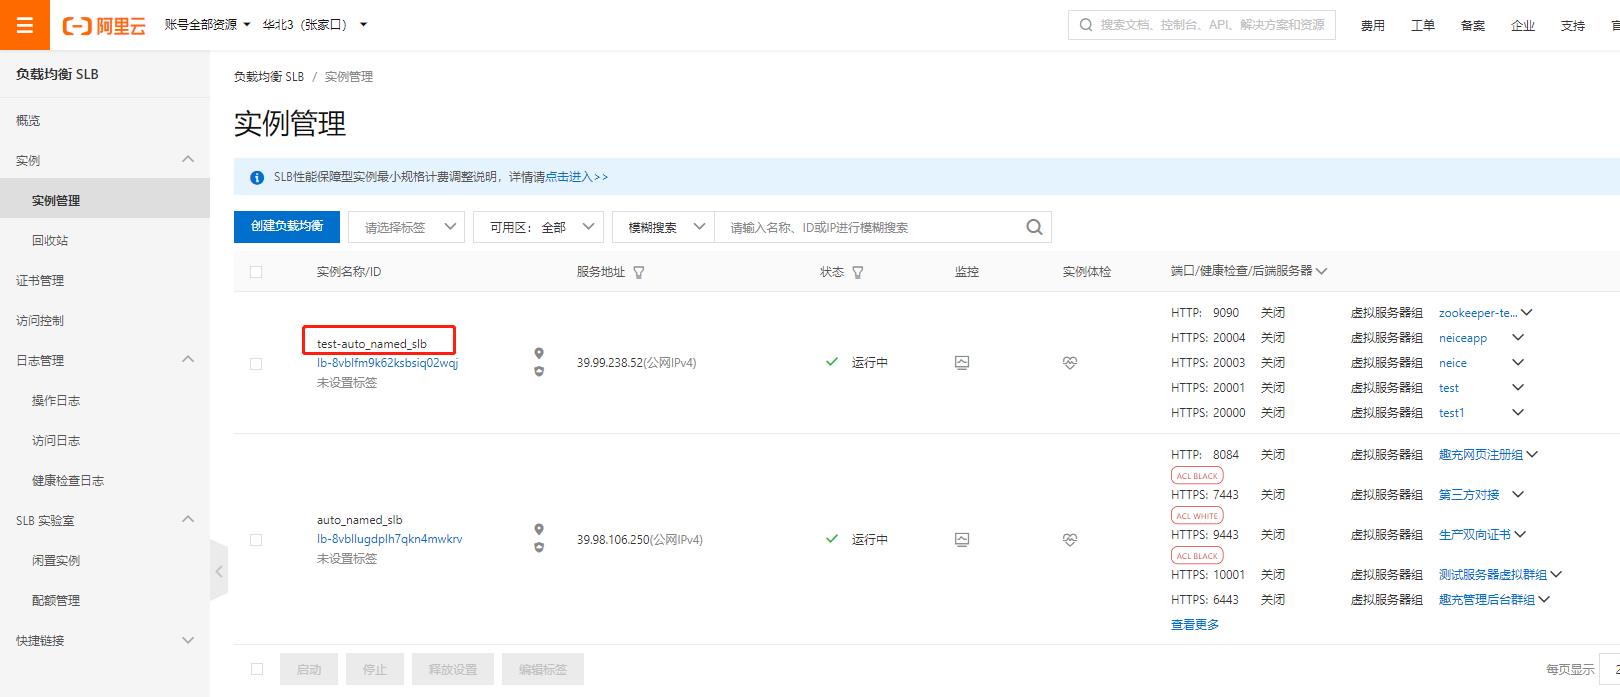 阿里云
账号全部资源
华北3（张家口）
搜索文档、控制台、API、解决方案和资源
费用
工单
备案
企业
支持
负载均衡 SLB
概览
实例
实例管理
回收站
证书管理
访问控制
日志管理
操作日志
访问日志
健康检查日志
SLB 实验室
闲置实例
配额管理
快捷链接
负载均衡 SLB / 实例管理
实例管理
SLB性能保障型实例最小规格计费调整说明，详情请点击进入>>
创建负载均衡
请选择标签
可用区： 全部
模糊搜索
请输入名称、ID或IP进行模糊搜索
实例名称/ID 服务地址 状态 监控 实例体检 端口/健康检查/后端服务器
test-auto_named_slb
lb-8vblfm9k62ksbsiq02wqj
未设置标签
39.99.238.52(公网IPv4)
运行中
HTTP: 9090 关闭 虚拟服务器组 zookeeper-te...
HTTPS: 20004 关闭 虚拟服务器组 neiceapp
HTTPS: 20003 关闭 虚拟服务器组 neice
HTTPS: 20001 关闭 虚拟服务器组 test
HTTPS: 20000 关闭 虚拟服务器组 test1
auto_named_slb
lb-8vbllugdplh7qkn4mwkrv
未设置标签
39.98.106.250(公网IPv4)
运行中
HTTP: 8084 关闭 虚拟服务器组 趣充网页注册组
ACL BLACK
HTTPS: 7443 关闭 虚拟服务器组 第三方对接
ACL WHITE
HTTPS: 9443 关闭 虚拟服务器组 生产双向证书
ACL BLACK
HTTPS: 10001 关闭 虚拟服务器组 测试服务器虚拟群组
HTTPS: 6443 关闭 虚拟服务器组 趣充管理后台群组
查看更多
启动
停止
释放设置
编辑标签
每页显示
2